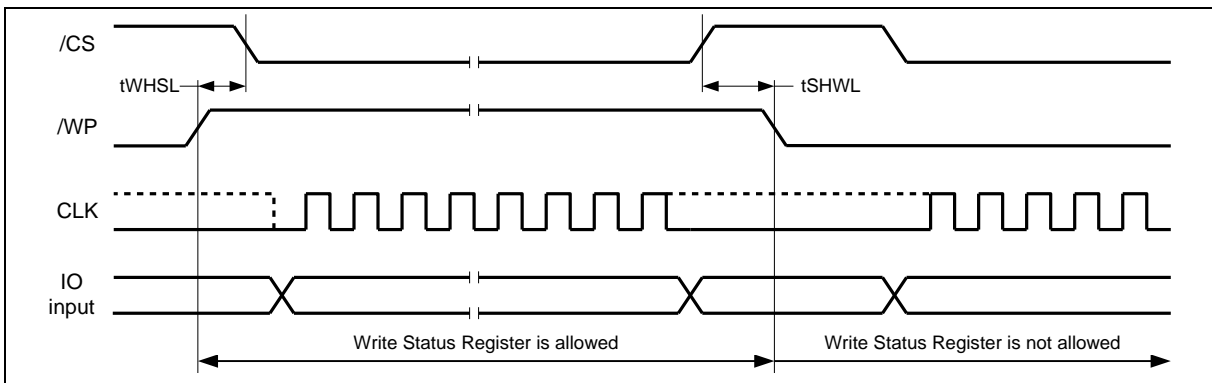 /CS
tWHSL
tSHWL
/WP
CLK
IO
input
Write Status Register is allowed
Write Status Register is not allowed